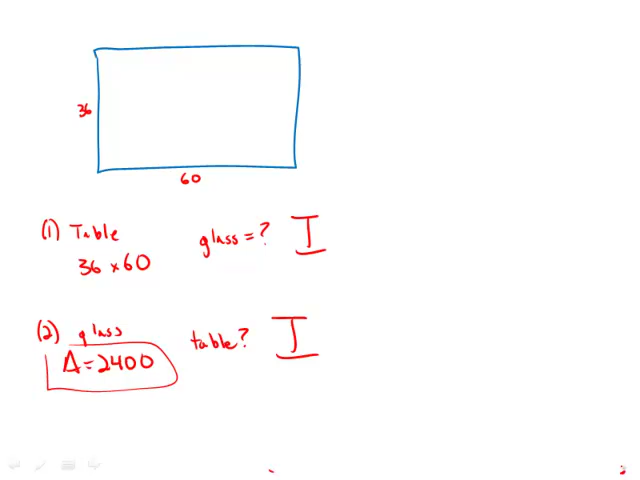 36
60
(1) Table glass = ? I
36 x 60
(2) glass table? I
A = 2400